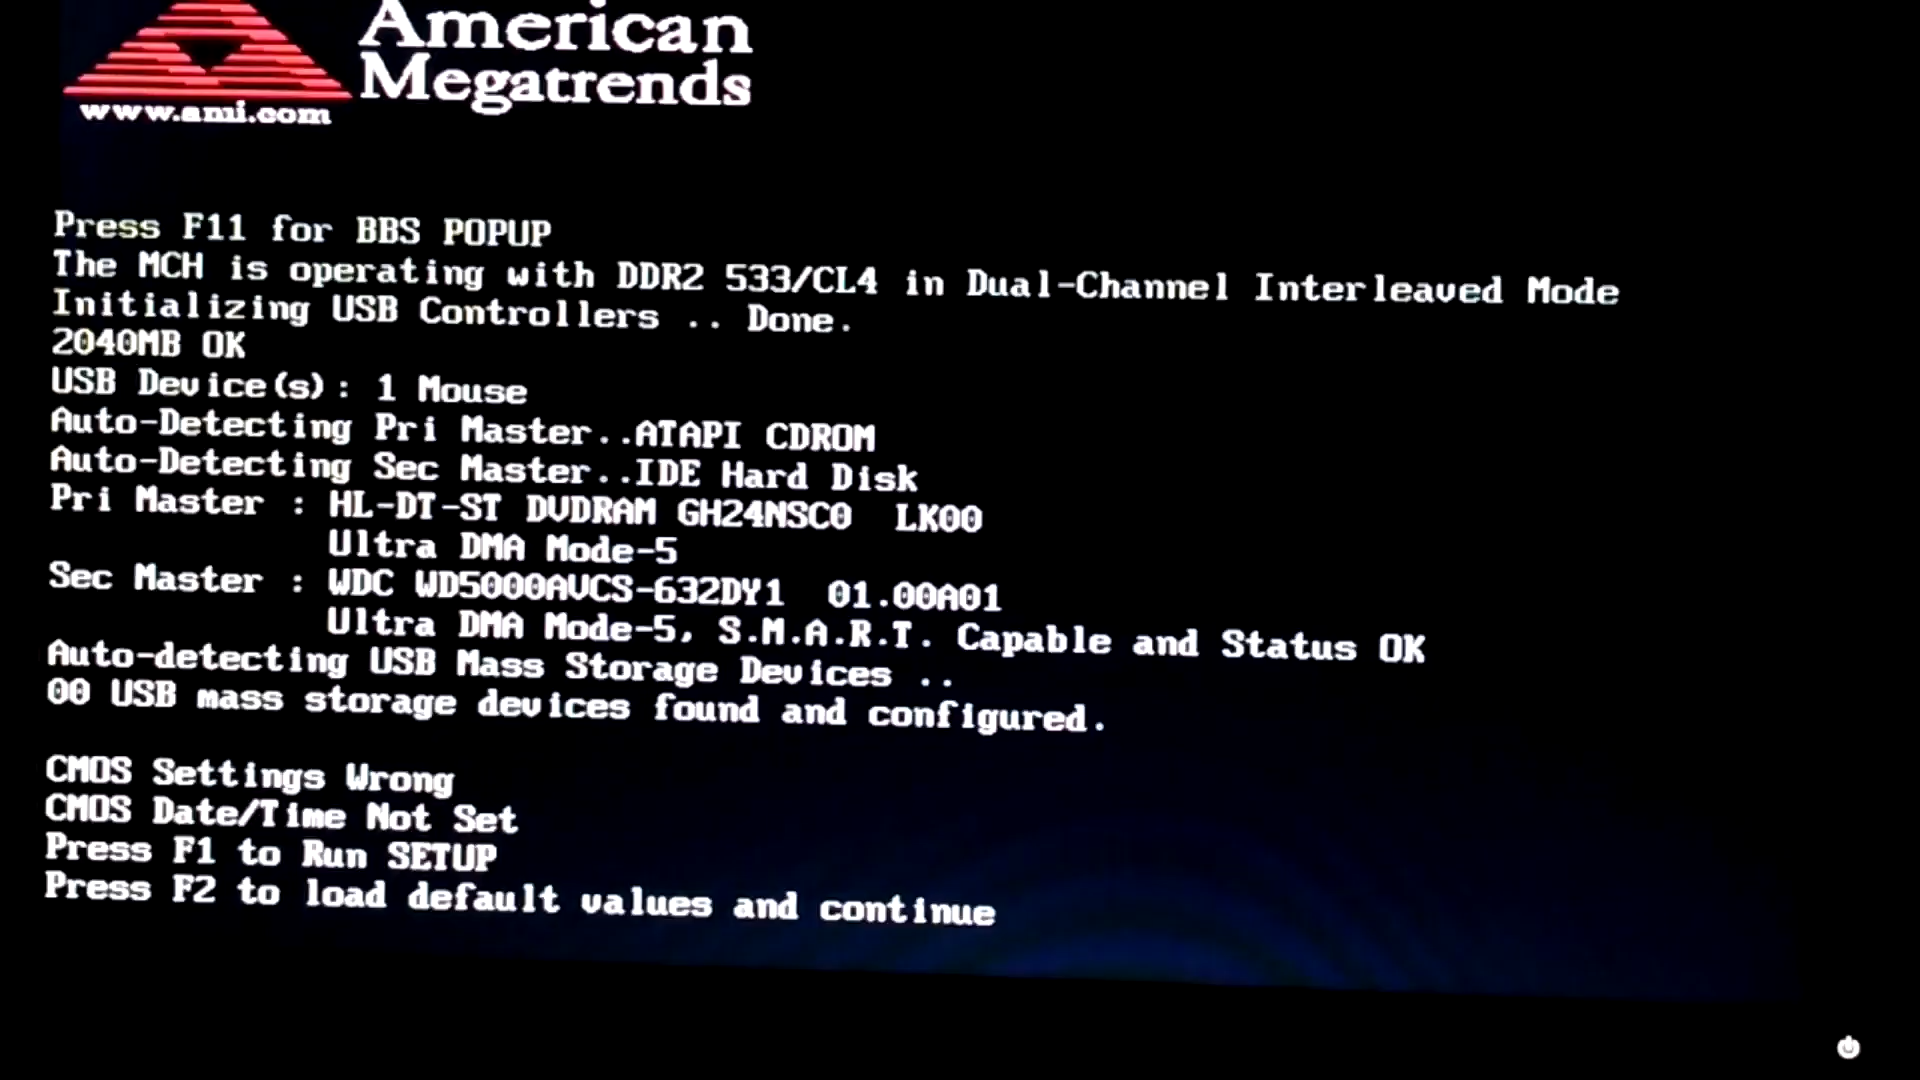 American
Megatrends
www.ami.com
Press F11 for BBS POPUP
The MCH is operating with DDR2 533/CL4 in Dual-Channel Interleaved Mode
Initializing USB Controllers .. Done.
2040MB OK
USB Device(s): 1 Mouse
Auto-Detecting Pri Master..ATAPI CDROM
Auto-Detecting Sec Master..IDE Hard Disk
Pri Master : HL-DT-ST DVDRAM GH24NSC0 LK00
Ultra DMA Mode-5
Sec Master : WDC WD5000AVCS-632DY1 01.00A01
Ultra DMA Mode-5, S.M.A.R.T. Capable and Status OK
Auto-detecting USB Mass Storage Devices ..
00 USB mass storage devices found and configured.
CMOS Settings Wrong
CMOS Date/Time Not Set
Press F1 to Run SETUP
Press F2 to load default values and continue